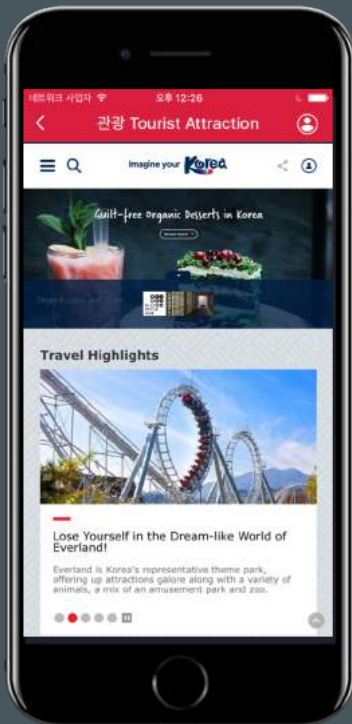 네트워크 사업자 오후 12:26
관광 Tourist Attraction
Imagine your Korea
Guilt-free Organic Desserts in Korea
Travel Highlights
Lose Yourself in the Dream-like World of
Everland!
Everland is Korea's representative theme park,
offering up attractions galore along with a variety of
animals, a mix of an amusement park and zoo.